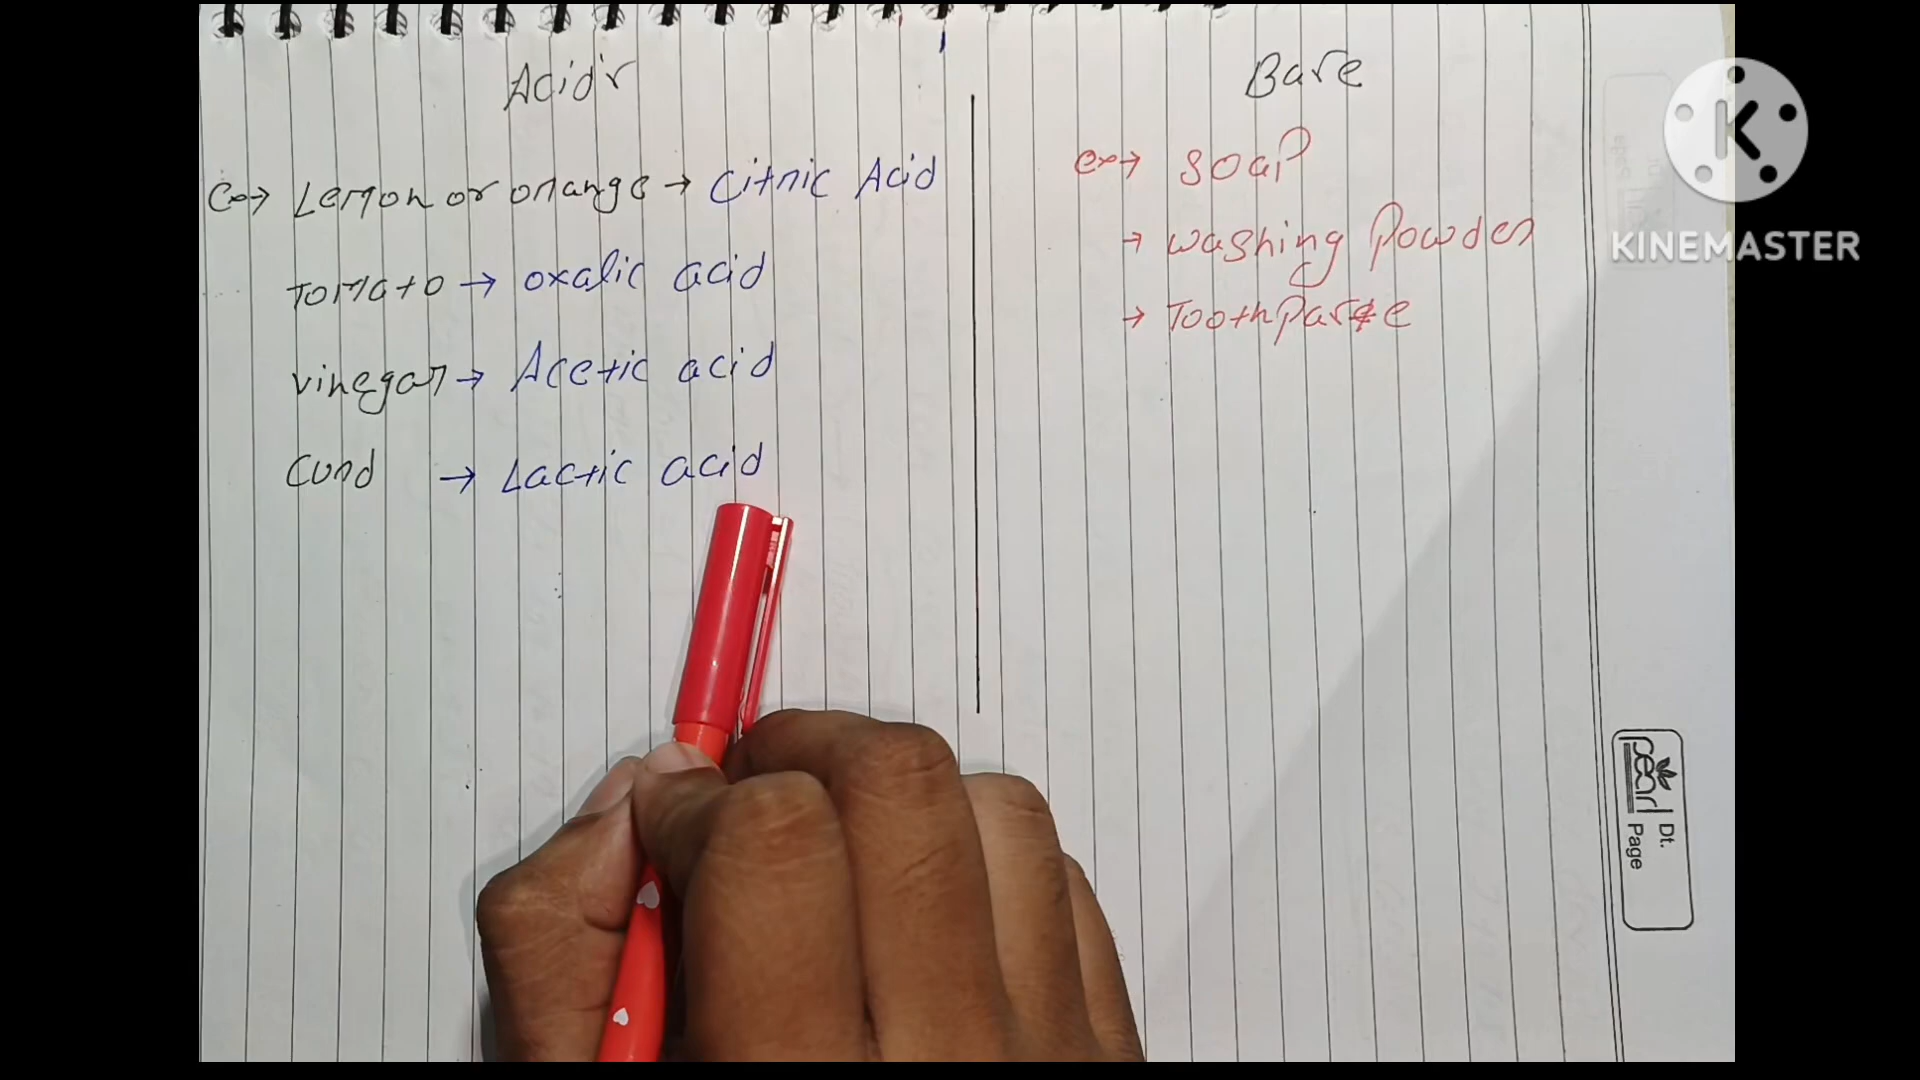 Acid's
Ex→ Lemon or orange → Citric Acid
Tomato → oxalic acid
vinegar → Acetic acid
Curd → Lactic acid
Base
ex→ soap
→ washing Powder
→ Toothpaste
KINEMASTER
pearl
Dt.
Page